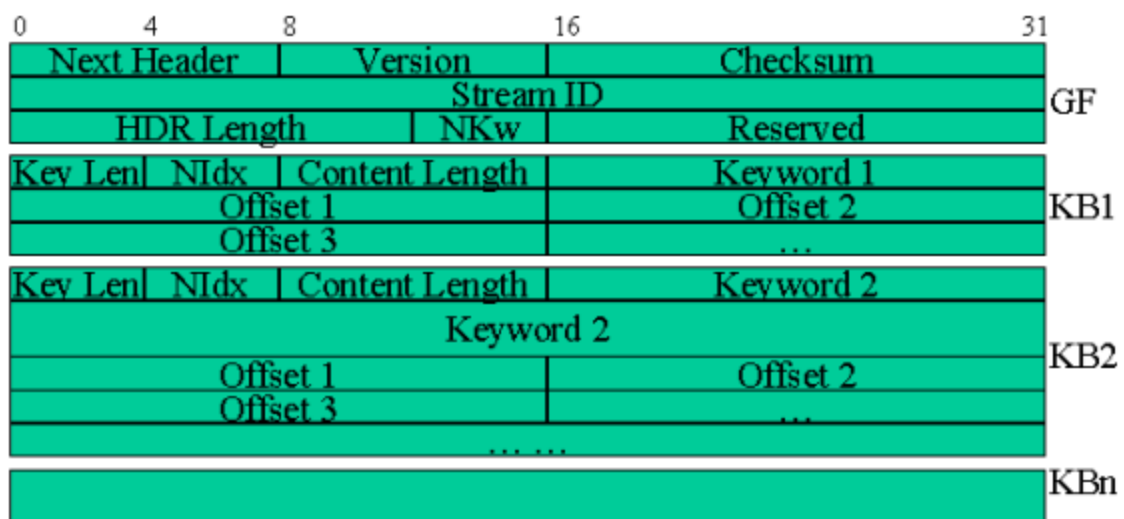 0 4 8 16 31
Next Header Version Checksum
Stream ID
GF
HDR Length NKw Reserved
Key Len NIdx Content Length Keyword 1
Offset 1 Offset 2 KB1
Offset 3 ...
Key Len NIdx Content Length Keyword 2
Keyword 2
KB2
Offset 1 Offset 2
Offset 3 ...
... ...
KBn